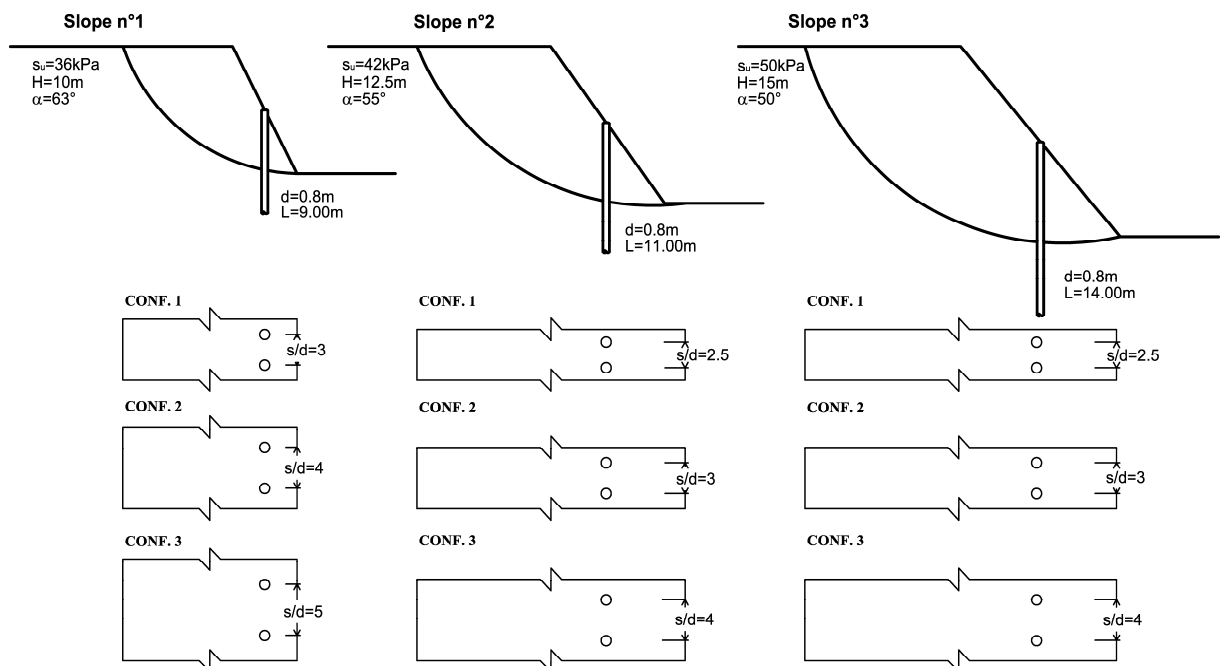 Slope n°1
Slope n°2
Slope n°3
su=36kPa
H=10m
α=63°
su=42kPa
H=12.5m
α=55°
su=50kPa
H=15m
α=50°
d=0.8m
L=9.00m
d=0.8m
L=11.00m
d=0.8m
L=14.00m
CONF. 1
CONF. 1
CONF. 1
s/d=3
s/d=2.5
s/d=2.5
CONF. 2
CONF. 2
CONF. 2
s/d=4
s/d=3
s/d=3
CONF. 3
CONF. 3
CONF. 3
s/d=5
s/d=4
s/d=4